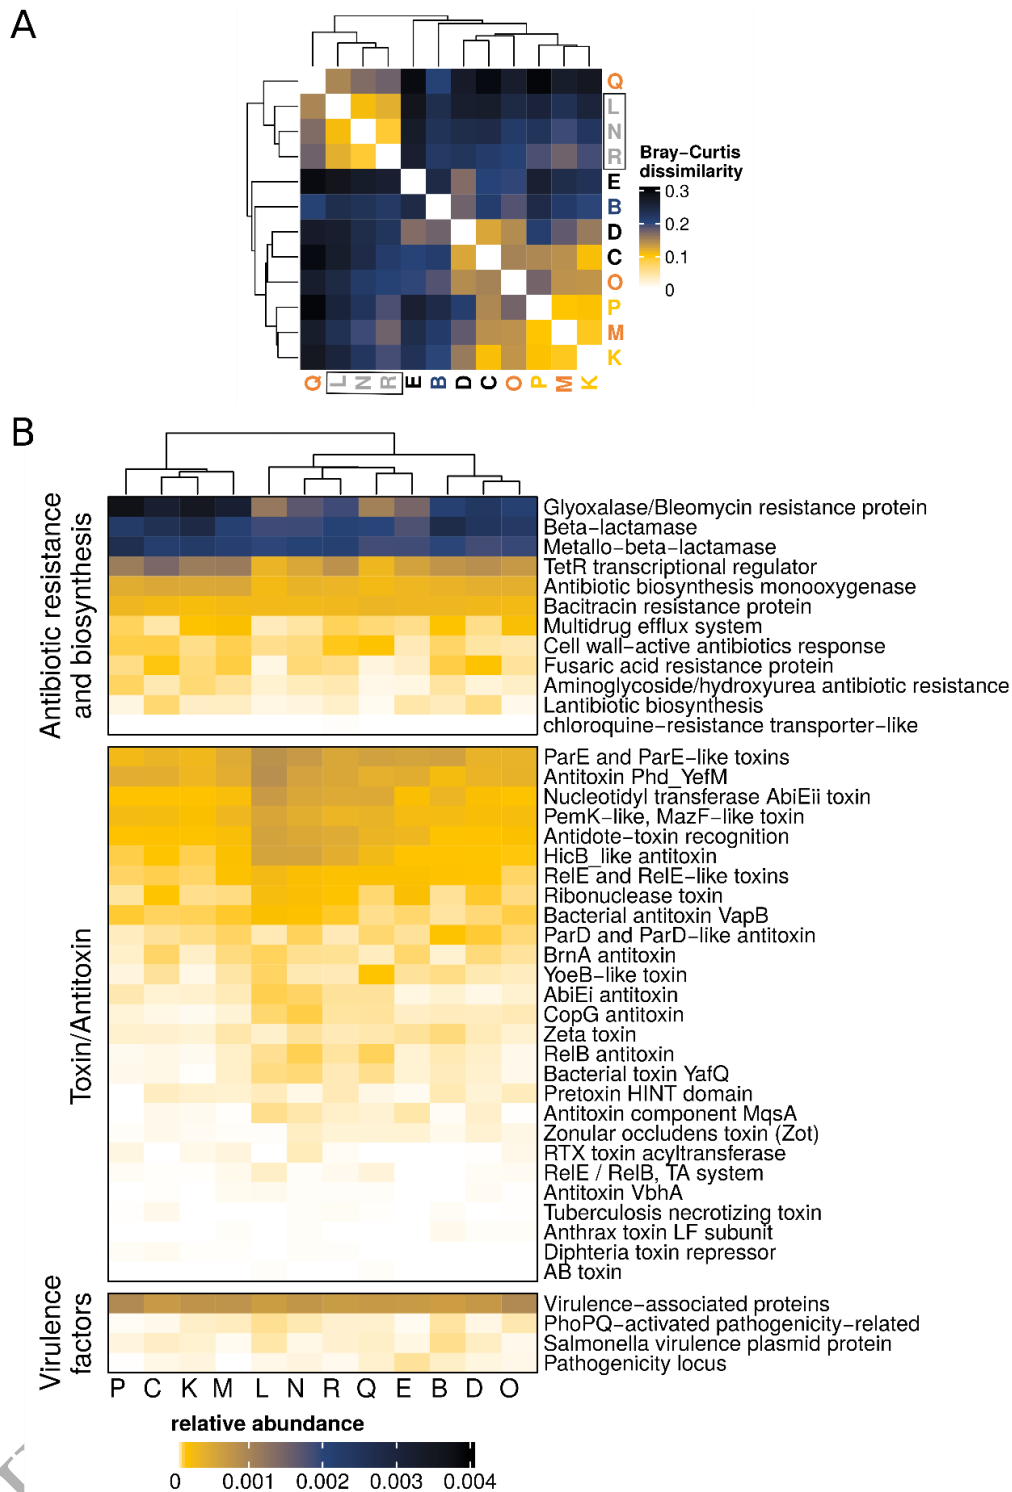 A
Q
L
N
R
E
B
D
C
O
P
M
K
Bray−Curtis
dissimilarity
0.3
0.2
0.1
0
Q L N R E B D C O P M K
B
Antibiotic resistance
and biosynthesis
Glyoxalase/Bleomycin resistance protein
Beta−lactamase
Metallo−beta−lactamase
TetR transcriptional regulator
Antibiotic biosynthesis monooxygenase
Bacitracin resistance protein
Multidrug efflux system
Cell wall−active antibiotics response
Fusaric acid resistance protein
Aminoglycoside/hydroxyurea antibiotic resistance
Lantibiotic biosynthesis
chloroquine−resistance transporter−like
Toxin/Antitoxin
ParE and ParE−like toxins
Antitoxin Phd_YefM
Nucleotidyl transferase AbiEii toxin
PemK−like, MazF−like toxin
Antidote−toxin recognition
HicB_like antitoxin
RelE and RelE−like toxins
Ribonuclease toxin
Bacterial antitoxin VapB
ParD and ParD−like antitoxin
BrnA antitoxin
YoeB−like toxin
AbiEi antitoxin
CopG antitoxin
Zeta toxin
RelB antitoxin
Bacterial toxin YafQ
Pretoxin HINT domain
Antitoxin component MqsA
Zonular occludens toxin (Zot)
RTX toxin acyltransferase
RelE / RelB, TA system
Antitoxin VbhA
Tuberculosis necrotizing toxin
Anthrax toxin LF subunit
Diphteria toxin repressor
AB toxin
Virulence
factors
Virulence−associated proteins
PhoPQ−activated pathogenicity−related
Salmonella virulence plasmid protein
Pathogenicity locus
P C K M L N R Q E B D O
relative abundance
0 0.001 0.002 0.003 0.004